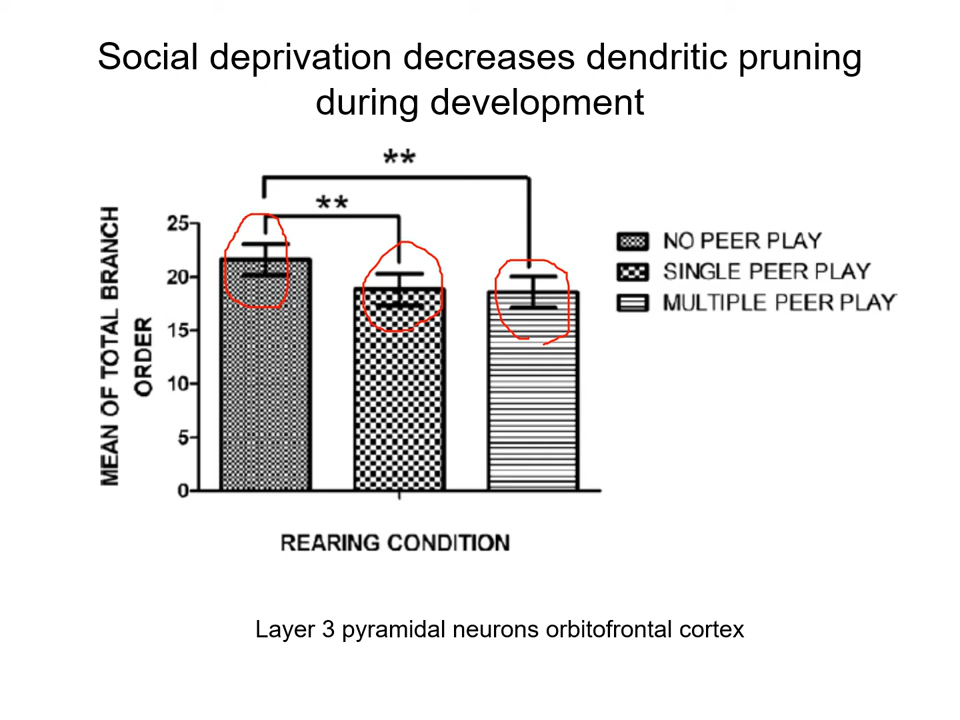 Social deprivation decreases dendritic pruning
during development
**
**
MEAN OF TOTAL BRANCH
ORDER
25
20
15
10
5
0
NO PEER PLAY
SINGLE PEER PLAY
MULTIPLE PEER PLAY
REARING CONDITION
Layer 3 pyramidal neurons orbitofrontal cortex